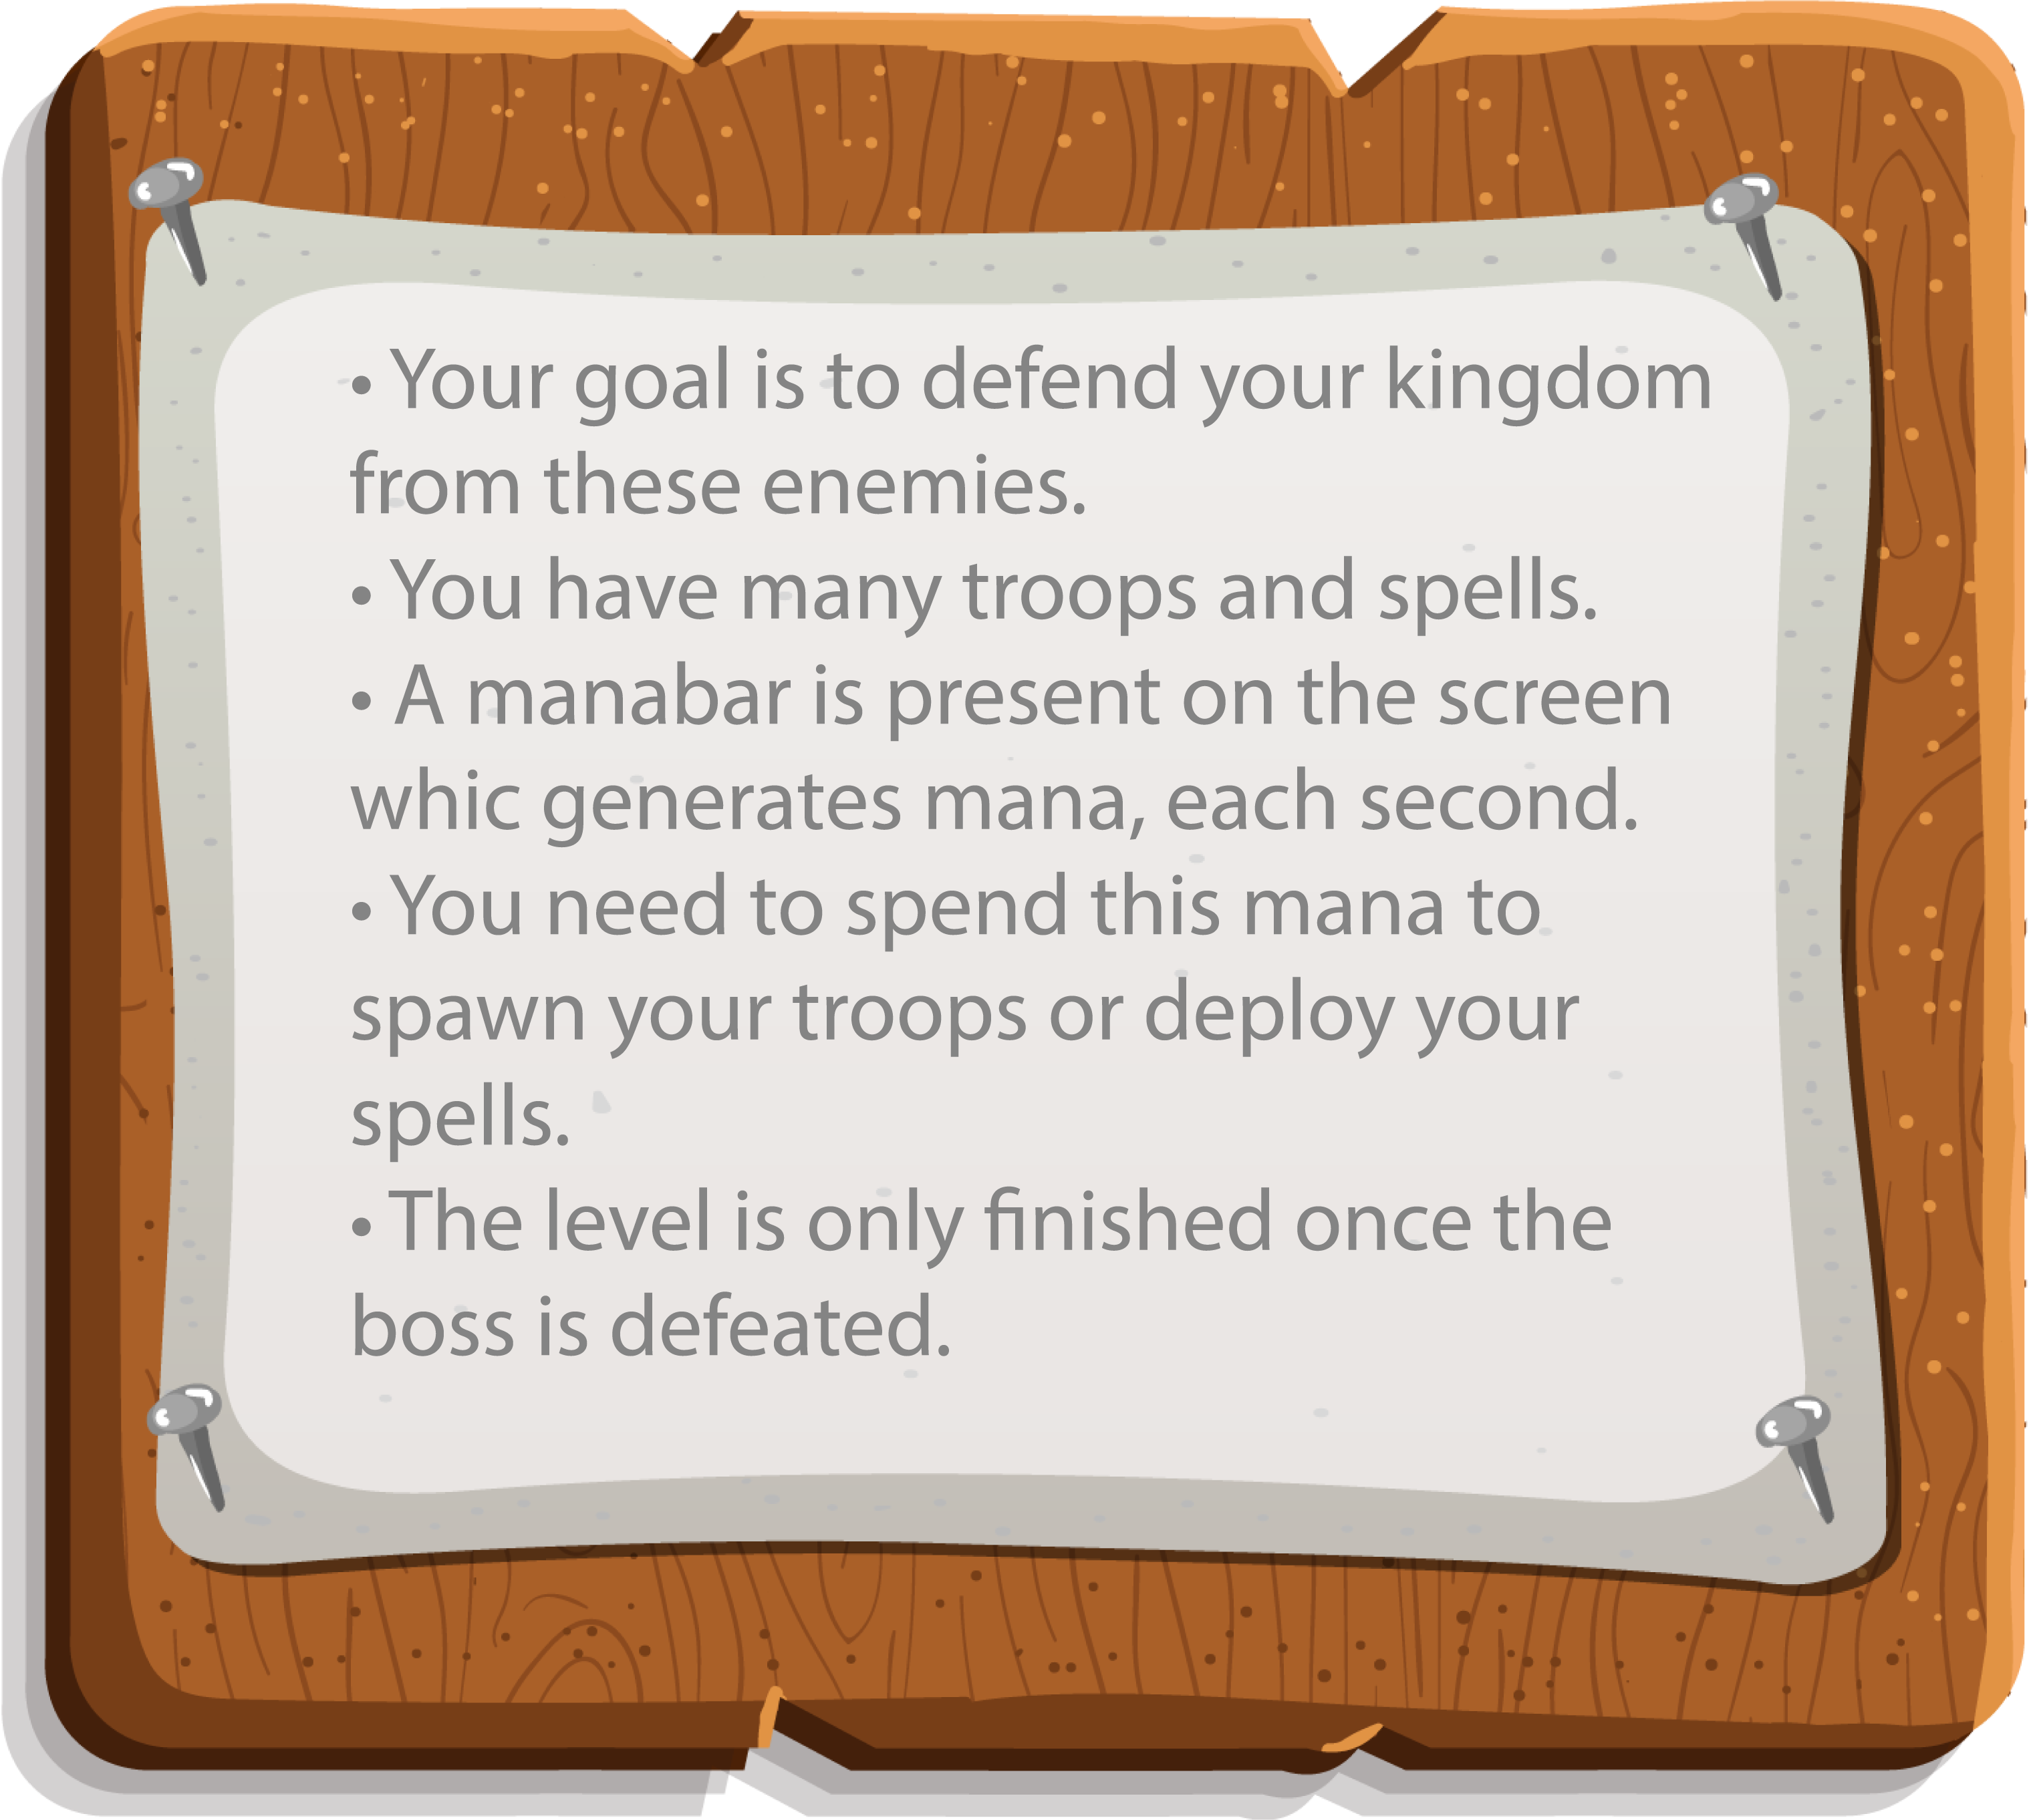 • Your goal is to defend your kingdom
from these enemies.
• You have many troops and spells.
• A manabar is present on the screen
whic generates mana, each second.
• You need to spend this mana to
spawn your troops or deploy your
spells.
• The level is only finished once the
boss is defeated.